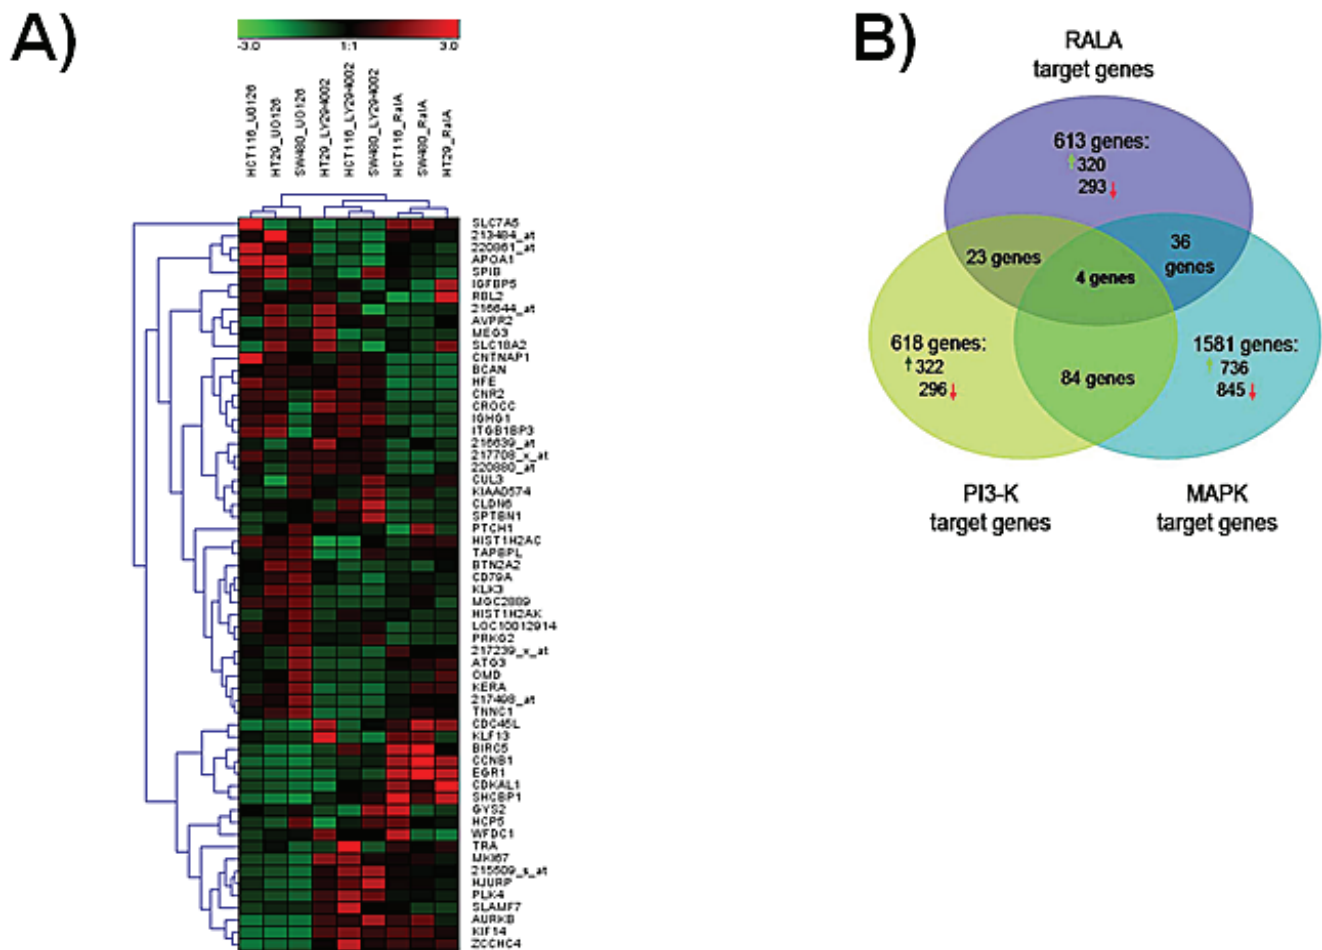 A)
-3.0 1:1 3.0
HCT116_U0126
HT29_U0126
SW480_U0126
HT29_LY294002
HCT116_LY294002
SW480_LY294002
HCT116_RalA
SW480_RalA
HT29_RalA
SLC7A5
213484_at
220861_at
APOA1
SPIB
IGFBP5
RBL2
216644_at
AVPR2
MEG3
SLC18A2
CNTNAP1
BCAN
HFE
CNR2
CROCC
IGHG1
ITGB1BP3
216639_at
217708_x_at
220880_at
CUL3
KIAA0574
CLDN6
SPTBN1
PTCH1
HIST1H2AC
TAPBPL
BTN2A2
CD79A
KLK3
MGC2889
HIST1H2AK
LOC10012914
PRKG2
217239_x_at
ATG3
OMD
KERA
217498_at
TNNC1
CDC45L
KLF13
BIRC5
CCNB1
EGR1
CDKAL1
SHCBP1
GYS2
HCP5
WFDC1
TRA
MKI67
215509_s_at
HJURP
PLK4
SLAMF7
AURKB
KIF14
ZCCHC4
B)
RALA
target genes
613 genes:
↑320
293↓
23 genes
4 genes
36
genes
618 genes:
↑322
296↓
84 genes
1581 genes:
↑ 736
845↓
PI3-K
target genes
MAPK
target genes